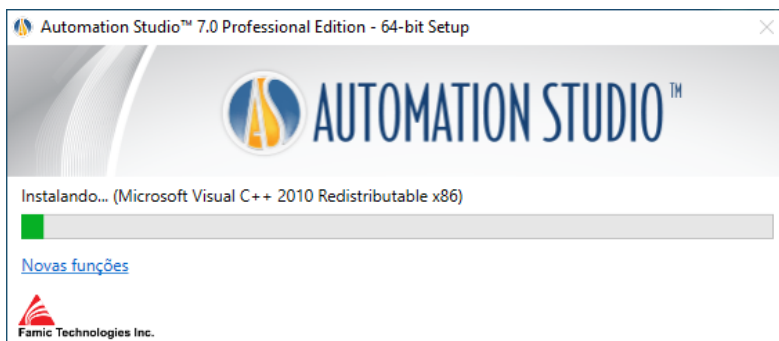 Automation Studio™ 7.0 Professional Edition - 64-bit Setup
AS AUTOMATION STUDIO™
Instalando... (Microsoft Visual C++ 2010 Redistributable x86)
Novas funções
Famic Technologies Inc.